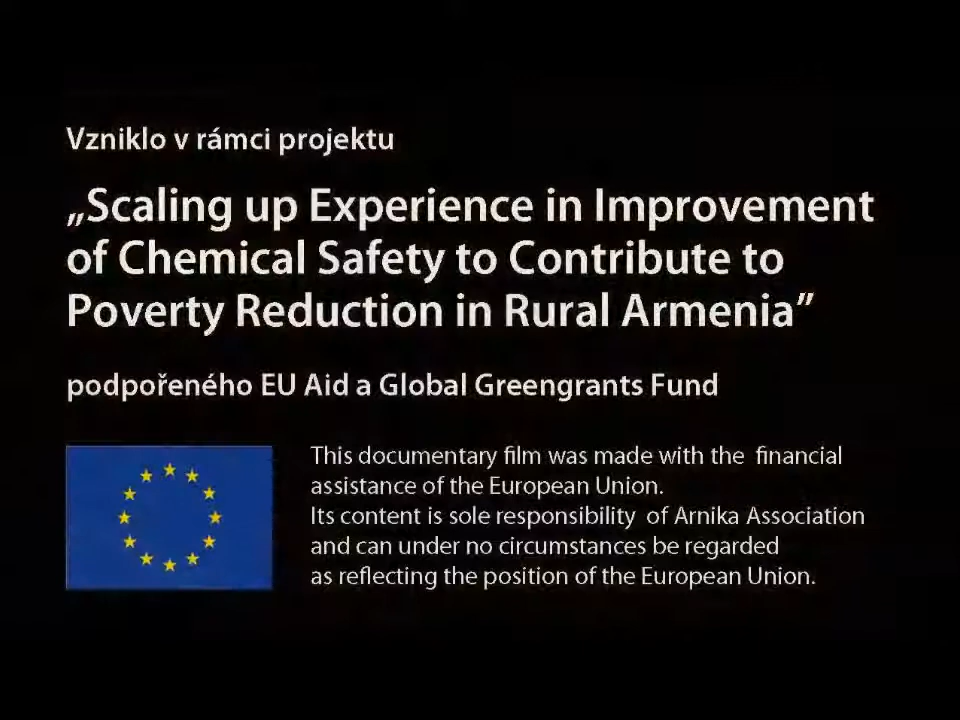 Vzniklo v rámci projektu
„Scaling up Experience in Improvement
of Chemical Safety to Contribute to
Poverty Reduction in Rural Armenia”
podpořeného EU Aid a Global Greengrants Fund
This documentary film was made with the financial
assistance of the European Union.
Its content is sole responsibility of Arnika Association
and can under no circumstances be regarded
as reflecting the position of the European Union.